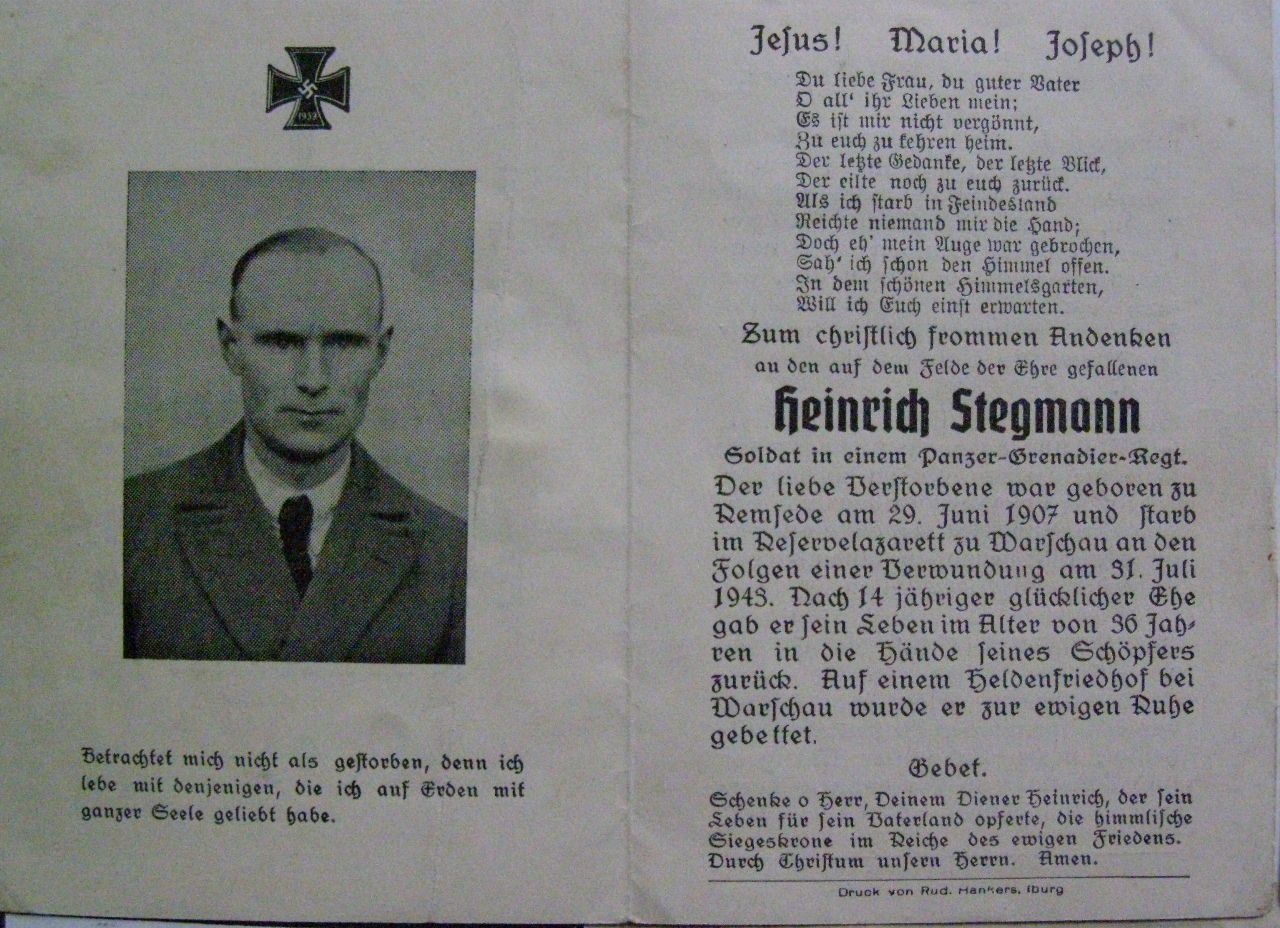 1939
Betrachtet mich nicht als gestorben, denn ich
lebe mit denjenigen, die ich auf Erden mit
ganzer Seele geliebt habe.
Jesus! Maria! Joseph!
Du liebe Frau, du guter Vater
O all' ihr Lieben mein;
Es ist mir nicht vergönnt,
Zu euch zu kehren heim.
Der letzte Gedanke, der letzte Blick,
Der eilte noch zu euch zurück.
Als ich starb in Feindesland
Reichte niemand mir die Hand;
Doch eh' mein Auge war gebrochen,
Sah' ich schon den Himmel offen.
In dem schönen Himmelsgarten,
Will ich Euch einst erwarten.
Zum christlich frommen Andenken
an den auf dem Felde der Ehre gefallenen
Heinrich Stegmann
Soldat in einem Panzer-Grenadier-Regt.
Der liebe Verstorbene war geboren zu
Remsede am 29. Juni 1907 und starb
im Reservelazarett zu Warschau an den
Folgen einer Verwundung am 31. Juli
1943. Nach 14 jähriger glücklicher Ehe
gab er sein Leben im Alter von 36 Jah-
ren in die Hände seines Schöpfers
zurück. Auf einem Heldenfriedhof bei
Warschau wurde er zur ewigen Ruhe
gebettet.
Gebet.
Schenke o Herr, Deinem Diener Heinrich, der sein
Leben für sein Vaterland opferte, die himmlische
Siegeskrone im Reiche des ewigen Friedens.
Durch Christum unsern Herrn. Amen.
Druck von Rud. Hankers, Iburg